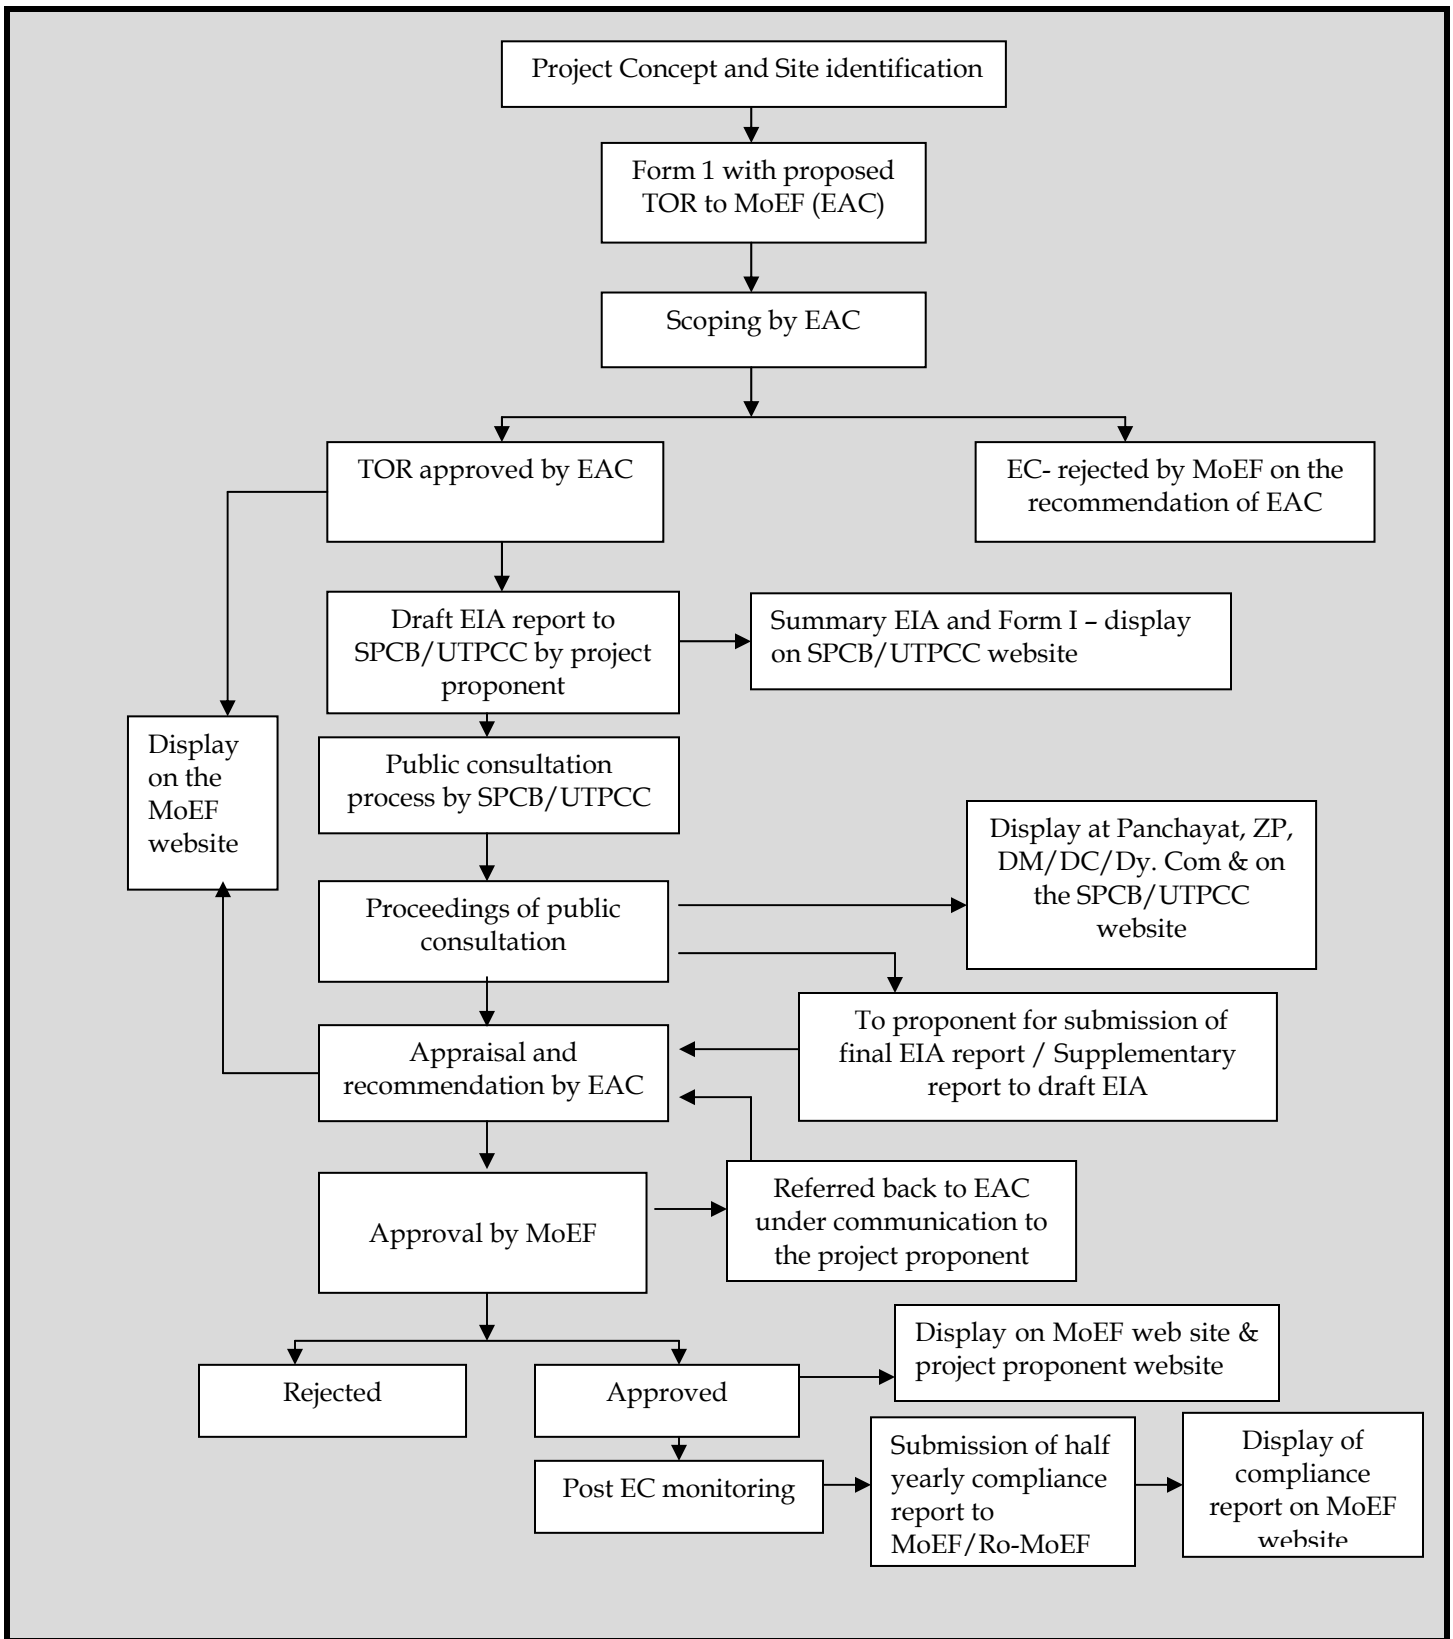 Project Concept and Site identification
Form 1 with proposed
TOR to MoEF (EAC)
Scoping by EAC
TOR approved by EAC
EC- rejected by MoEF on the
recommendation of EAC
Draft EIA report to
SPCB/UTPCC by project
proponent
Summary EIA and Form I – display
on SPCB/UTPCC website
Display
on the
MoEF
website
Public consultation
process by SPCB/UTPCC
Proceedings of public
consultation
Display at Panchayat, ZP,
DM/DC/Dy. Com & on
the SPCB/UTPCC
website
To proponent for submission of
final EIA report / Supplementary
report to draft EIA
Appraisal and
recommendation by EAC
Approval by MoEF
Referred back to EAC
under communication to
the project proponent
Rejected
Approved
Display on MoEF web site &
project proponent website
Post EC monitoring
Submission of half
yearly compliance
report to
MoEF/Ro-MoEF
Display of
compliance
report on MoEF
website